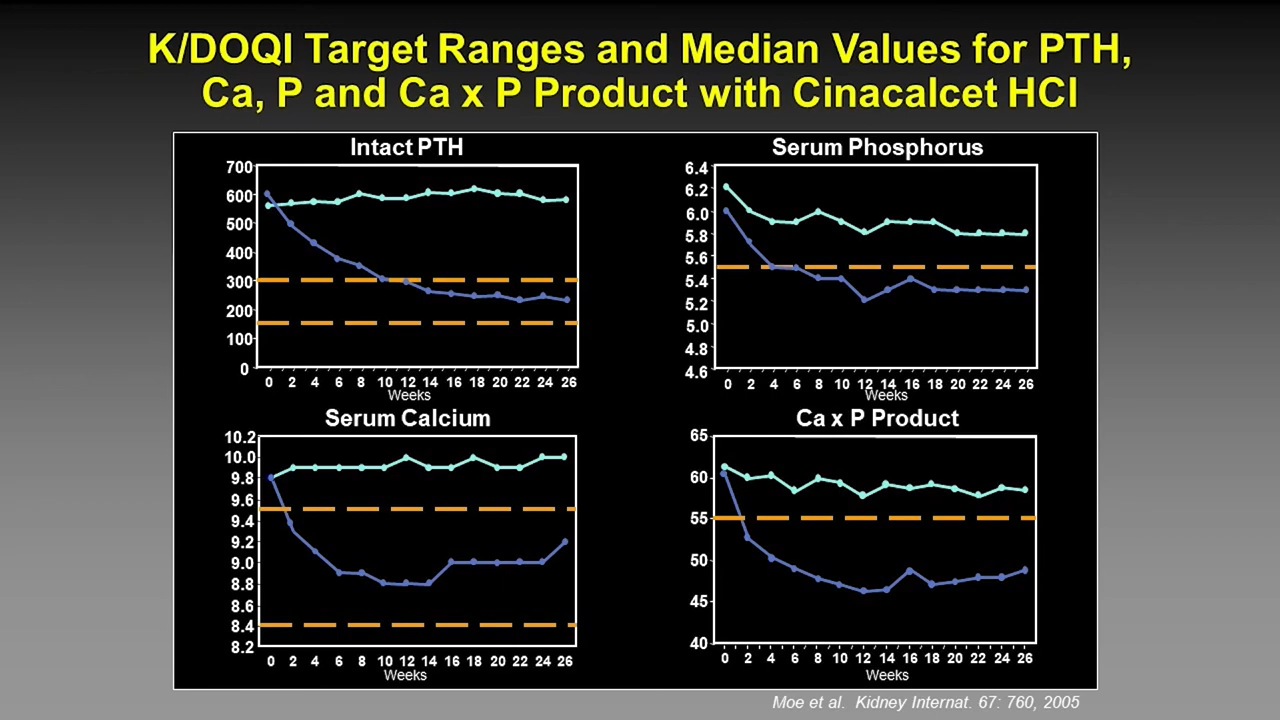 K/DOQI Target Ranges and Median Values for PTH,
Ca, P and Ca x P Product with Cinacalcet HCl
Intact PTH
700
600
500
400
300
200
100
0
0 2 4 6 8 10 12 14 16 18 20 22 24 26
Weeks
Serum Phosphorus
6.4
6.2
6.0
5.8
5.6
5.4
5.2
5.0
4.8
4.6
0 2 4 6 8 10 12 14 16 18 20 22 24 26
Weeks
Serum Calcium
10.2
10.0
9.8
9.6
9.4
9.2
9.0
8.8
8.6
8.4
8.2
0 2 4 6 8 10 12 14 16 18 20 22 24 26
Weeks
Ca x P Product
65
60
55
50
45
40
0 2 4 6 8 10 12 14 16 18 20 22 24 26
Weeks
Moe et al. Kidney Internat. 67: 760, 2005